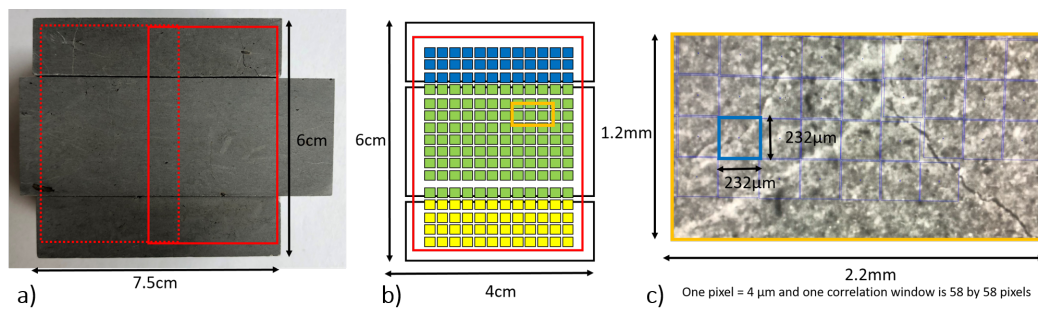 6cm
7.5cm
a)
6cm
4cm
b)
1.2mm
232µm
232µm
2.2mm
c)
One pixel = 4 µm and one correlation window is 58 by 58 pixels